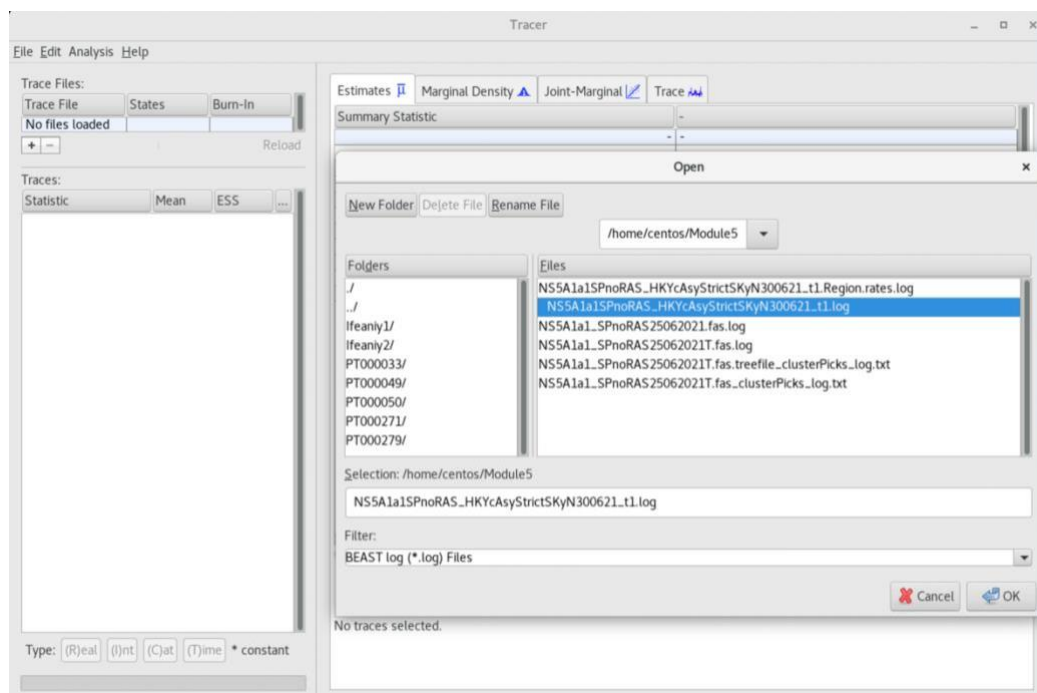 Tracer
File Edit Analysis Help
Trace Files:
Trace File States Burn-In
No files loaded
+ - Reload
Traces:
Statistic Mean ESS ...
Type: (R)eal (I)nt (C)at (T)ime * constant
Estimates Marginal Density Joint-Marginal Trace
Summary Statistic -
- -
Open
New Folder Delete File Rename File
/home/centos/Module5
Folders
./
../
Ifeaniy1/
Ifeaniy2/
PT000033/
PT000049/
PT000050/
PT000271/
PT000279/
Files
NS5A1a1SPnoRAS_HKYcAsyStrictSKyN300621_t1.Region.rates.log
NS5A1a1SPnoRAS_HKYcAsyStrictSKyN300621_t1.log
NS5A1a1_SPnoRAS25062021.fas.log
NS5A1a1_SPnoRAS25062021T.fas.log
NS5A1a1_SPnoRAS25062021T.fas.treefile_clusterPicks_log.txt
NS5A1a1_SPnoRAS25062021T.fas_clusterPicks_log.txt
Selection: /home/centos/Module5
NS5A1a1SPnoRAS_HKYcAsyStrictSKyN300621_t1.log
Filter:
BEAST log (*.log) Files
Cancel OK
No traces selected.